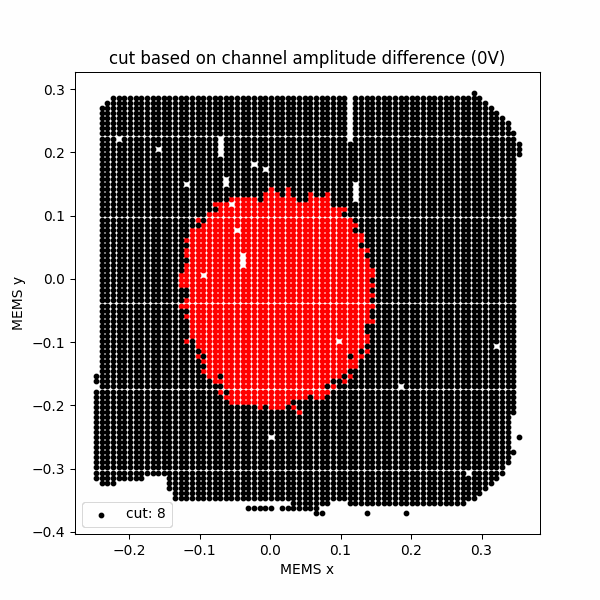 cut based on channel amplitude difference (0V)
0.3
0.2
0.1
0.0
−0.1
−0.2
−0.3
−0.4
MEMS y
cut: 8
−0.2 −0.1 0.0 0.1 0.2 0.3
MEMS x